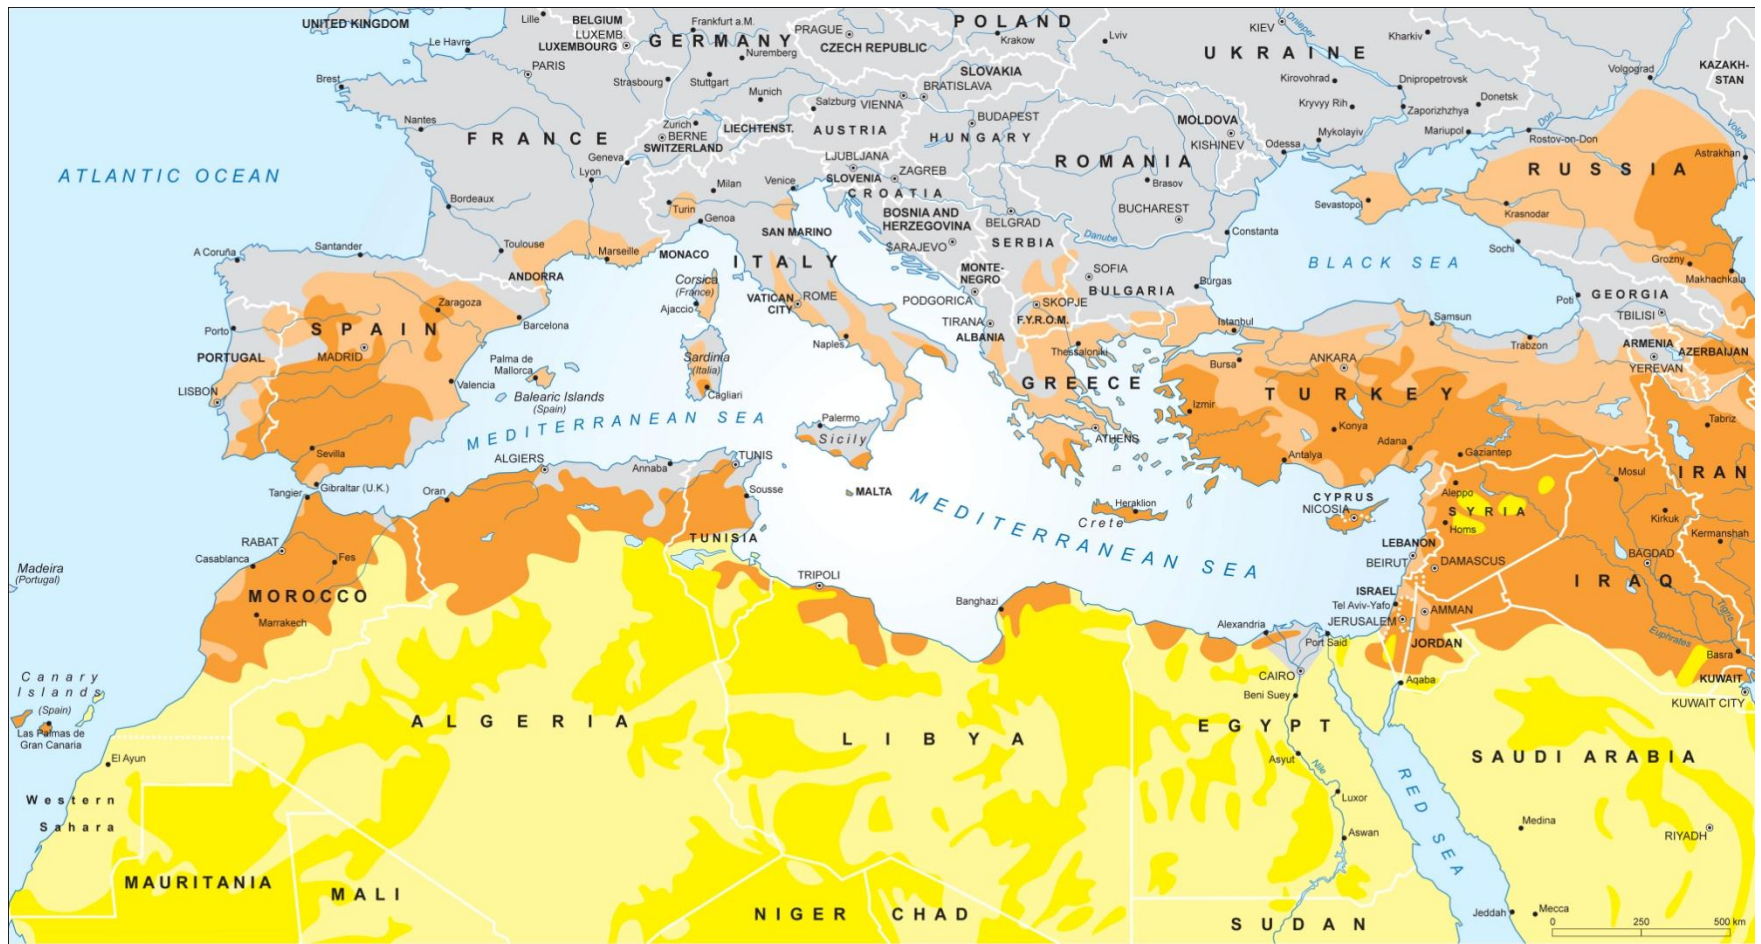 UNITED KINGDOM
Lille
BELGIUM
LUXEMB.
LUXEMBOURG
Frankfurt a.M.
GERMANY
Nuremberg
PRAGUE
CZECH REPUBLIC
POLAND
Krakow
Lviv
KIEV
Dnieper
UKRAINE
Kharkiv
Volgograd
KAZAKH-
STAN
Le Havre
PARIS
Brest
Strasbourg
Stuttgart
Munich
Salzburg
VIENNA
SLOVAKIA
BRATISLAVA
Kirovohrad
Dnipropetrovsk
Kryvyy Rih
Zaporizhzhya
Donetsk
Nantes
FRANCE
Zurich
BERNE
SWITZERLAND
LIECHTENST.
AUSTRIA
BUDAPEST
HUNGARY
MOLDOVA
KISHINEV
Mykolayiv
Odessa
Mariupol
Don
Rostov-on-Don
Volga
Astrakhan
Geneva
Lyon
LJUBLJANA
SLOVENIA
ZAGREB
CROATIA
ROMANIA
Brasov
BUCHAREST
RUSSIA
ATLANTIC OCEAN
Bordeaux
Milan
Venice
Turin
Genoa
BOSNIA AND
HERZEGOVINA
SARAJEVO
BELGRAD
SERBIA
Danube
Constanta
Sevastopol
Krasnodar
Sochi
A Coruña
Santander
Toulouse
Marseille
MONACO
SAN MARINO
ITALY
MONTE-
NEGRO
PODGORICA
SOFIA
BULGARIA
Burgas
BLACK SEA
Grozny
Makhachkala
ANDORRA
Corsica
(France)
Ajaccio
VATICAN
CITY
ROME
SKOPJE
F.Y.R.O.M.
TIRANA
ALBANIA
Poti
GEORGIA
TBILISI
Zaragoza
Barcelona
Porto
SPAIN
MADRID
PORTUGAL
LISBON
Valencia
Palma de
Mallorca
Balearic Islands
(Spain)
Sardina
(Italia)
Cagliari
Naples
Thessaloniki
Istanbul
Bursa
Samsun
Trabzon
ANKARA
ARMENIA
YEREVAN
AZERBAIJAN
GREECE
TURKEY
Izmir
Konya
Adana
Antalya
Gaziantep
Tabriz
MEDITERRANEAN SEA
Palermo
Sicily
ATHENS
Sevilla
Gibraltar (U.K.)
Tangier
ALGIERS
Oran
Annaba
TUNIS
Sousse
MALTA
Heraklion
Crete
CYPRUS
NICOSIA
Aleppo
SYRIA
Homs
Mosul
IRAN
Kirkuk
Kermanshah
MEDITERRANEAN SEA
RABAT
Casablanca
Fes
TUNISIA
LEBANON
BEIRUT
DAMASCUS
BAGDAD
IRAQ
Madeira
(Portugal)
MOROCCO
Marrakech
TRIPOLI
Banghazi
ISRAEL
Tel Aviv-Yafo
JERUSALEM
AMMAN
JORDAN
Tigris
Euphrates
Basra
Alexandria
Port Said
CAIRO
Beni Suey
Aqaba
KUWAIT
KUWAIT CITY
Canary
Islands
(Spain)
Las Palmas de
Gran Canaria
ALGERIA
LIBYA
EGYPT
Asyut
Nile
Luxor
Aswan
RED SEA
SAUDI ARABIA
Medina
RIYADH
El Ayun
Western
Sahara
MAURITANIA
MALI
NIGER
CHAD
SUDAN
Jeddah
Mecca
0 250 500 km